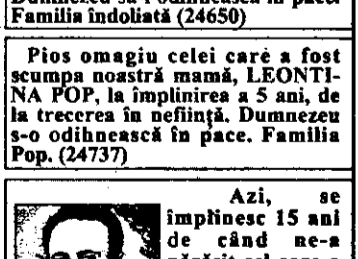 Familia îndoliată (24650)
Pios omagiu celei care a fost
scumpa noastră mamă, LEONTI-
NA POP, la împlinirea a 5 ani, de
la trecerea în nefiinţă. Dumnezeu
s-o odihnească în pace. Familia
Pop. (24737)
Azi, se
împlinesc 15 ani
de când ne-a